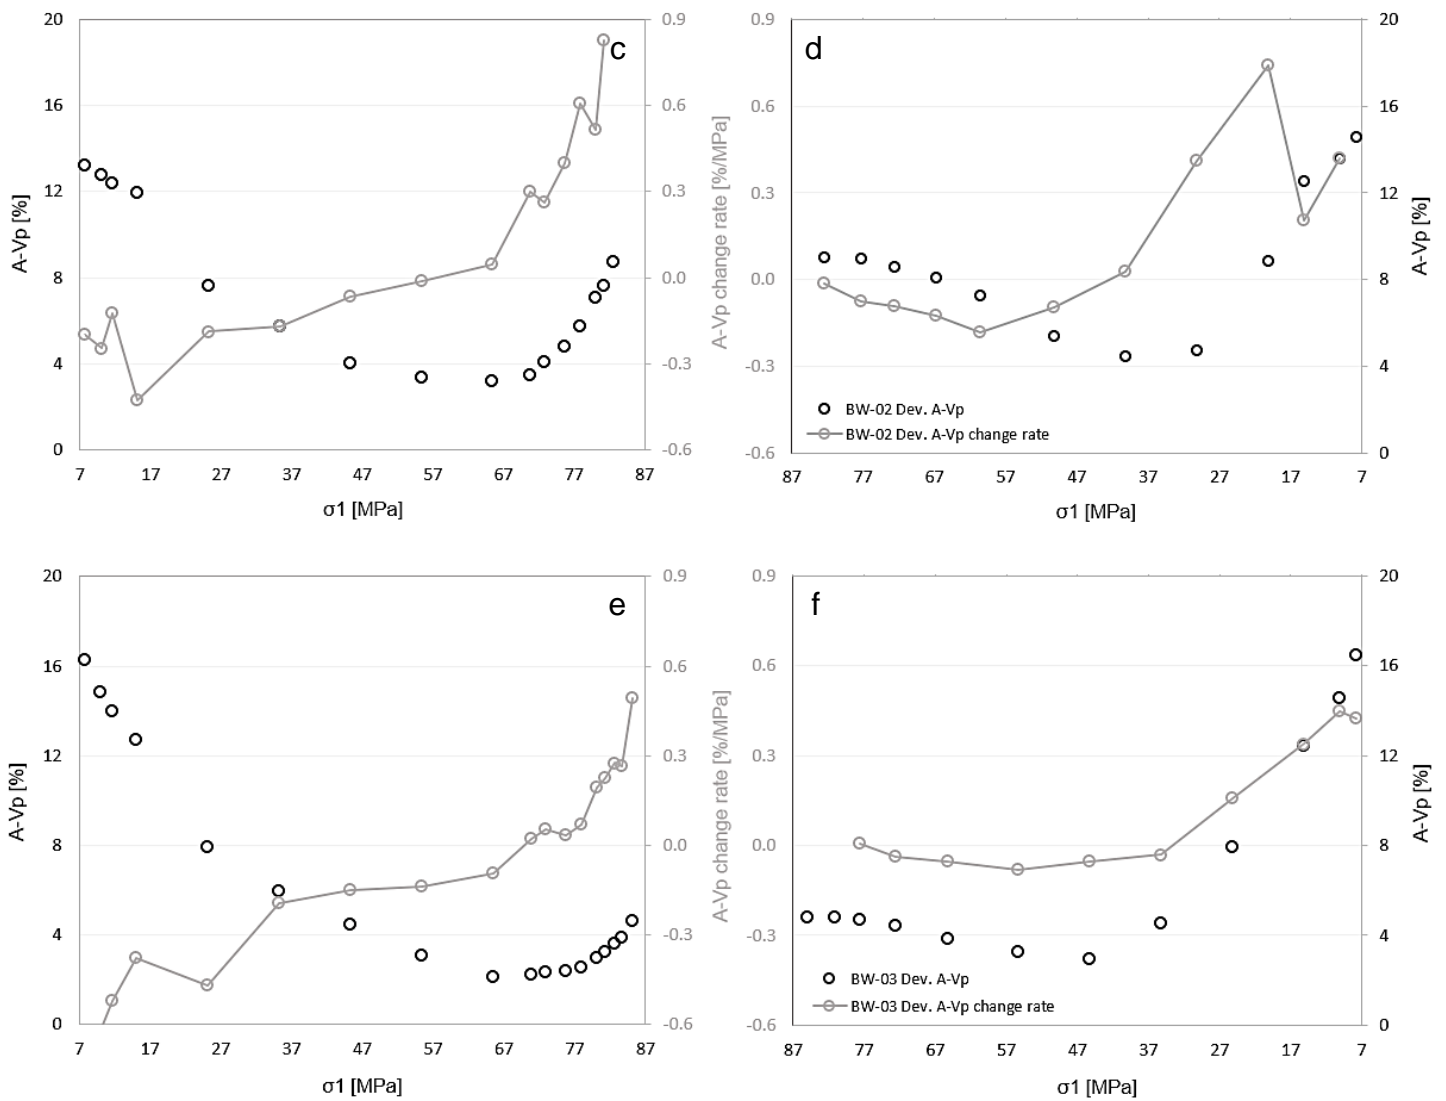 c
20
16
12
8
4
0
0.9
0.6
0.3
0.0
-0.3
-0.6
7 17 27 37 47 57 67 77 87
A-Vp [%]
A-Vp change rate [%/MPa]
σ1 [MPa]
d
0.9
0.6
0.3
0.0
-0.3
-0.6
20
16
12
8
4
0
BW-02 Dev. A-Vp
BW-02 Dev. A-Vp change rate
87 77 67 57 47 37 27 17 7
A-Vp [%]
σ1 [MPa]
e
20
16
12
8
4
0
0.9
0.6
0.3
0.0
-0.3
-0.6
7 17 27 37 47 57 67 77 87
A-Vp [%]
A-Vp change rate [%/MPa]
σ1 [MPa]
f
0.9
0.6
0.3
0.0
-0.3
-0.6
20
16
12
8
4
0
BW-03 Dev. A-Vp
BW-03 Dev. A-Vp change rate
87 77 67 57 47 37 27 17 7
A-Vp [%]
σ1 [MPa]